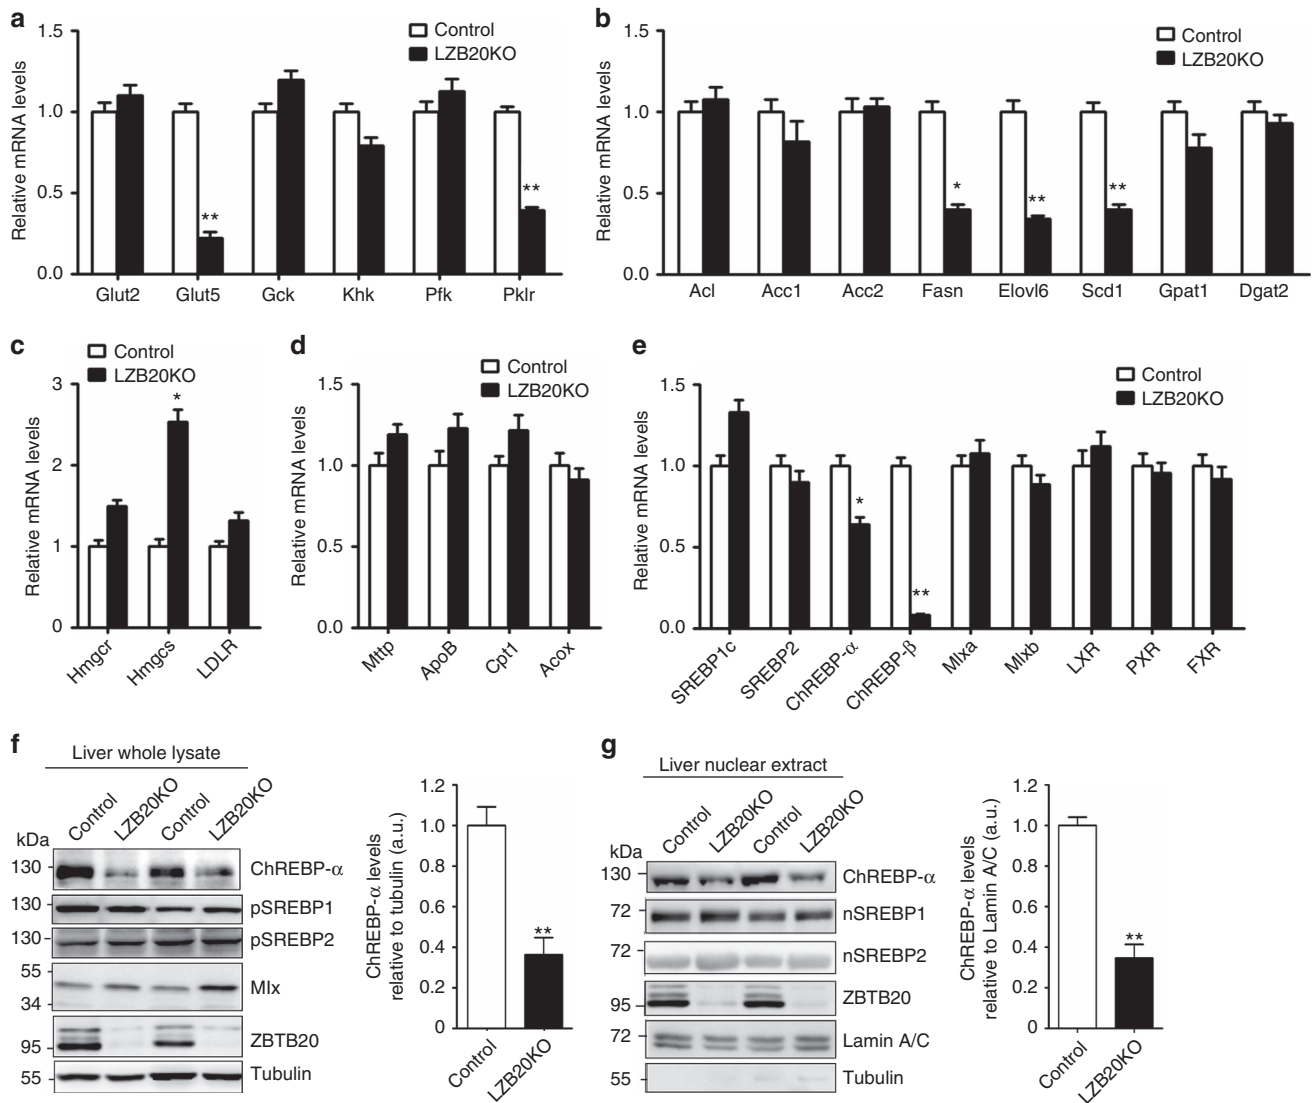 a
Relative mRNA levels
1.5
1.0
0.5
0.0
Control
LZB20KO
**
**
Glut2 Glut5 Gck Khk Pfk Pklr
b
Relative mRNA levels
1.5
1.0
0.5
0.0
Control
LZB20KO
*
**
**
Acl Acc1 Acc2 Fasn Elovl6 Scd1 Gpat1 Dgat2
c
Relative mRNA levels
3
2
1
0
Control
LZB20KO
*
Hmgcr Hmgcs LDLR
d
Relative mRNA levels
1.5
1.0
0.5
0.0
Control
LZB20KO
Mttp ApoB Cpt1 Acox
e
Relative mRNA levels
1.5
1.0
0.5
0.0
Control
LZB20KO
*
**
SREBP1c SREBP2 ChREBP-α ChREBP-β Mlxa Mlxb LXR PXR FXR
f
Liver whole lysate
Control LZB20KO Control LZB20KO
kDa
130 ChREBP-α
130 pSREBP1
130 pSREBP2
55
Mlx
34
ZBTB20
95
55 Tubulin
ChREBP-α levels
relative to tubulin (a.u.)
1.2
1.0
0.8
0.6
0.4
0.2
0
**
Control LZB20KO
g
Liver nuclear extract
Control LZB20KO Control LZB20KO
kDa
130 ChREBP-α
72 nSREBP1
72 nSREBP2
95 ZBTB20
72 Lamin A/C
55 Tubulin
ChREBP-α levels
relative to Lamin A/C (a.u.)
1.2
1.0
0.8
0.6
0.4
0.2
0
**
Control LZB20KO